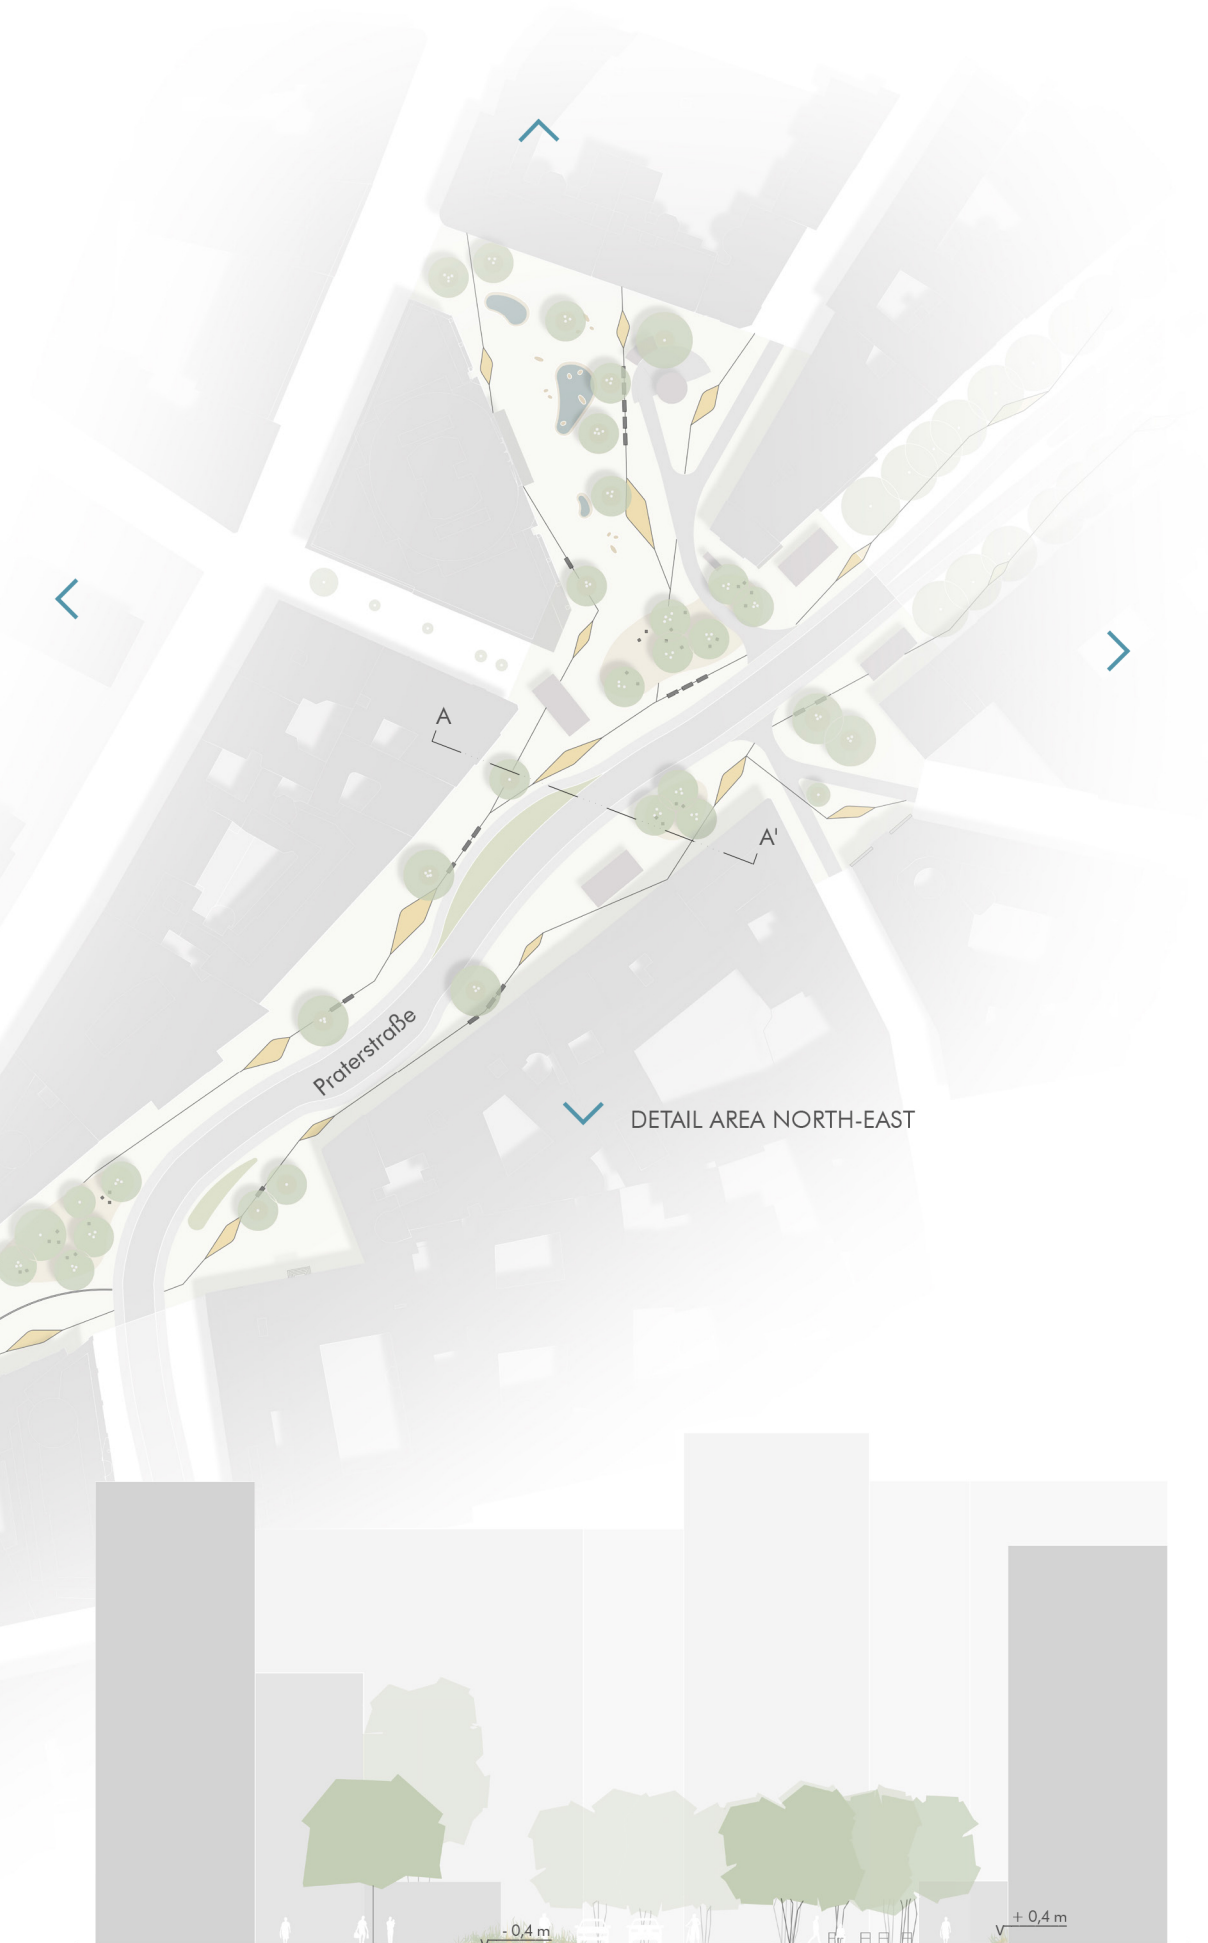 A
A'
Praterstraße
DETAIL AREA NORTH-EAST
+ 0,4 m
- 0,4 m